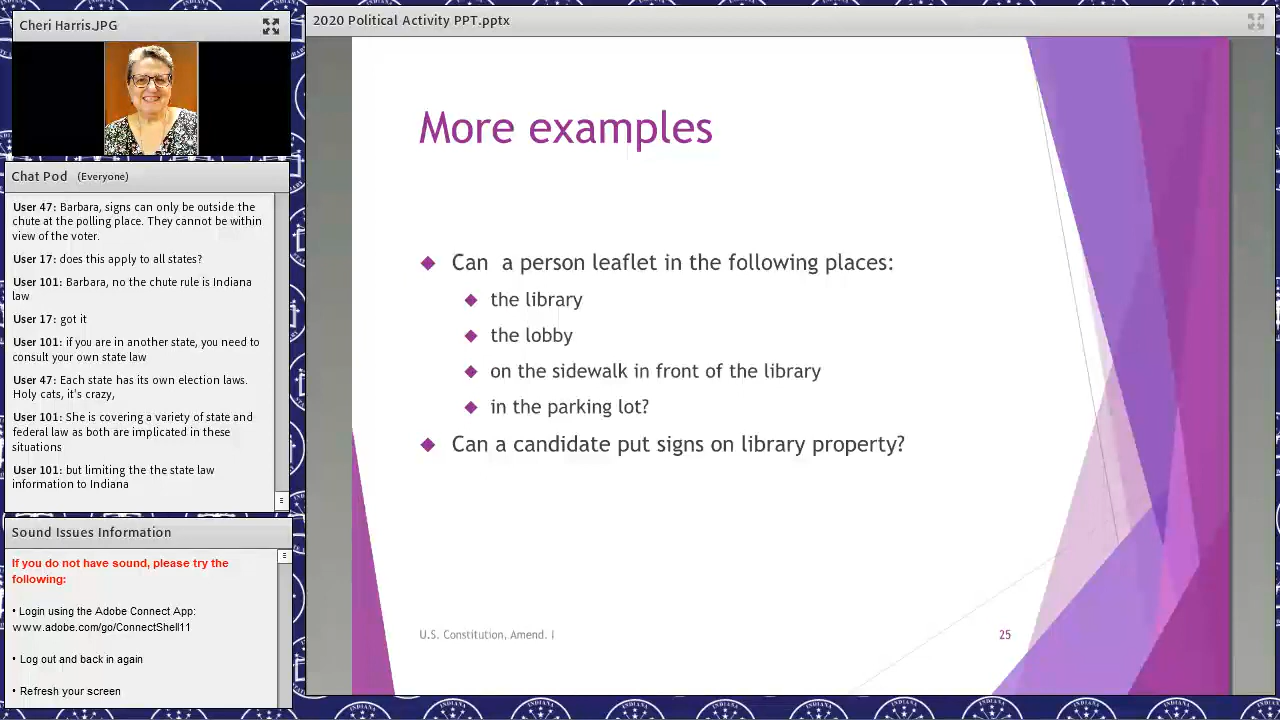 Cheri Harris.JPG
Chat Pod (Everyone)
User 47: Barbara, signs can only be outside the
chute at the polling place. They cannot be within
view of the voter.
User 17: does this apply to all states?
User 101: Barbara, no the chute rule is Indiana
law
User 17: got it
User 101: if you are in another state, you need to
consult your own state law
User 47: Each state has its own election laws.
Holy cats, it's crazy,
User 101: She is covering a variety of state and
federal law as both are implicated in these
situations
User 101: but limiting the the state law
information to Indiana
Sound Issues Information
If you do not have sound, please try the
following:
• Login using the Adobe Connect App:
www.adobe.com/go/ConnectShell11
• Log out and back in again
• Refresh your screen
2020 Political Activity PPT.pptx
More examples
Can a person leaflet in the following places:
the library
the lobby
on the sidewalk in front of the library
in the parking lot?
Can a candidate put signs on library property?
U.S. Constitution, Amend. I
25